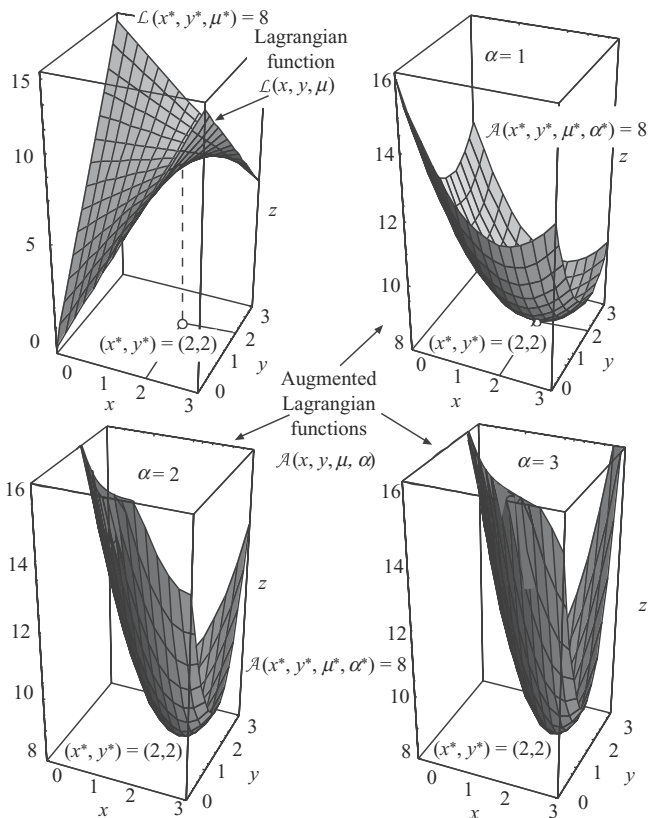 ℒ(x*, y*, μ*) = 8
Lagrangian
function
ℒ(x, y, μ)
15
10
5
0
z
(x*, y*) = (2,2)
0
1
2
3
x
0
1
2
3
y
α = 1
16
14
12
10
8
𝒜(x*, y*, μ*, α*) = 8
z
(x*, y*) = (2,2)
0
1
2
3
x
0
1
2
3
y
Augmented
Lagrangian
functions
𝒜(x, y, μ, α)
α = 2
16
14
12
10
8
z
𝒜(x*, y*, μ*, α*) = 8
(x*, y*) = (2,2)
0
1
2
3
x
0
1
2
3
y
α = 3
16
14
12
10
8
z
(x*, y*) = (2,2)
0
1
2
3
x
0
1
2
3
y